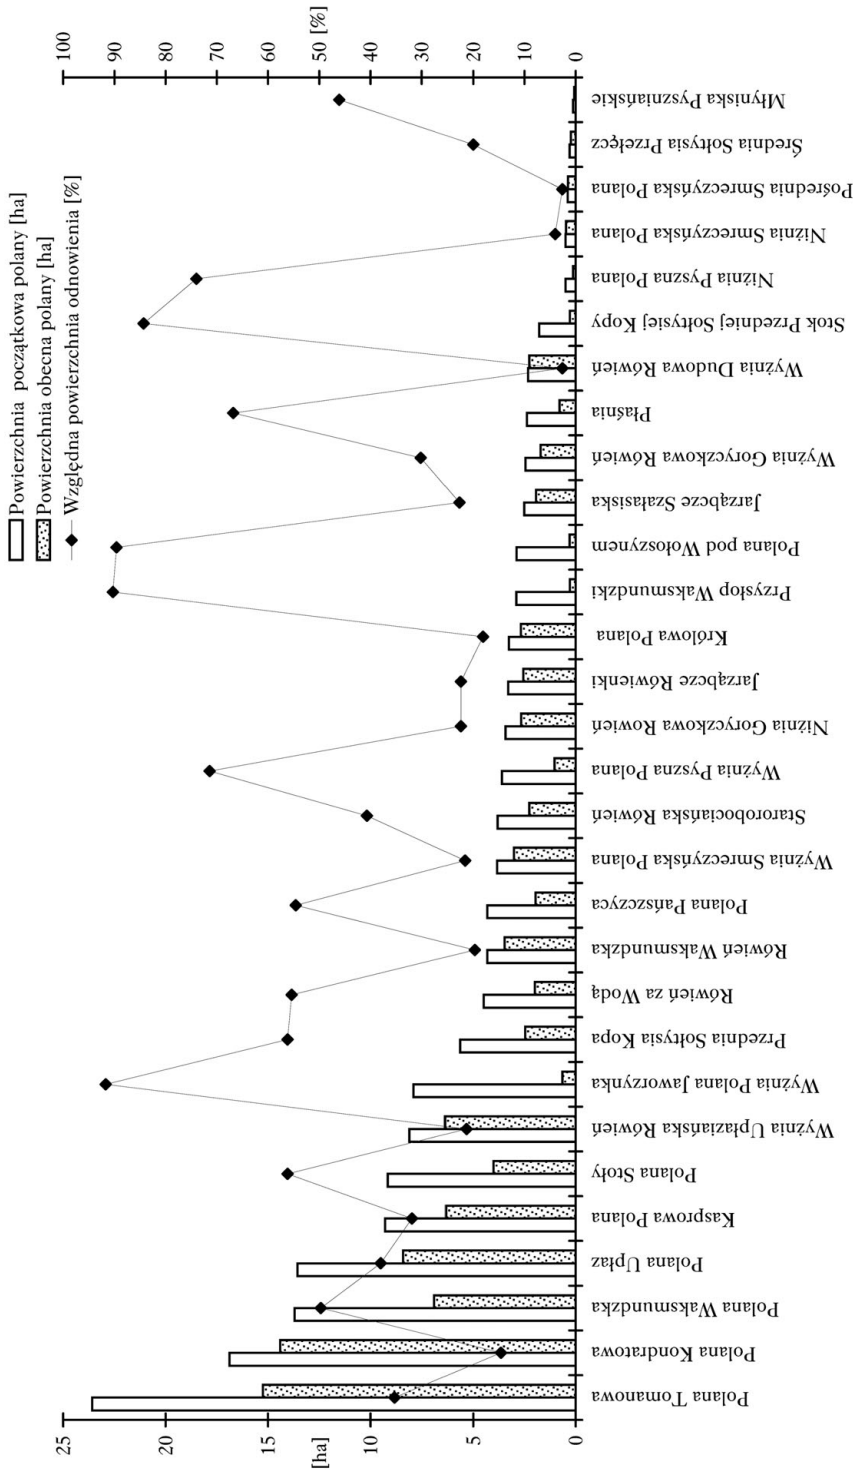 Powierzchnia początkowa polany [ha]
Powierzchnia obecna polany [ha]
Względna powierzchnia odnowienia [%]
[ha]
25
20
15
10
5
0
[%]
100
90
80
70
60
50
40
30
20
10
0
Polana Tomanowa
Polana Kondratowa
Polana Waksmundzka
Polana Upłaz
Kasprowa Polana
Polana Stoły
Wyżnia Upłaziańska Rówień
Wyżnia Polana Jaworzynka
Przednia Sołtysia Kopa
Rówień za Wodą
Rówień Waksmundzka
Polana Pańszczyca
Wyżnia Smreczyńska Polana
Starorobociańska Rówień
Wyżnia Pyszna Polana
Niżnia Goryczkowa Rowień
Jarząbcze Rówienki
Królowa Polana
Przysłop Waksmundzki
Polana pod Wołoszynem
Jarząbcze Szałasiska
Wyżnia Goryczkowa Rówień
Płaśnia
Wyżnia Dudowa Rówień
Stok Przedniej Sołtysiej Kopy
Niżnia Pyszna Polana
Niżnia Smreczyńska Polana
Pośrednia Smreczyńska Polana
Średnia Sołtysia Przełęcz
Młyniska Pyszniańskie